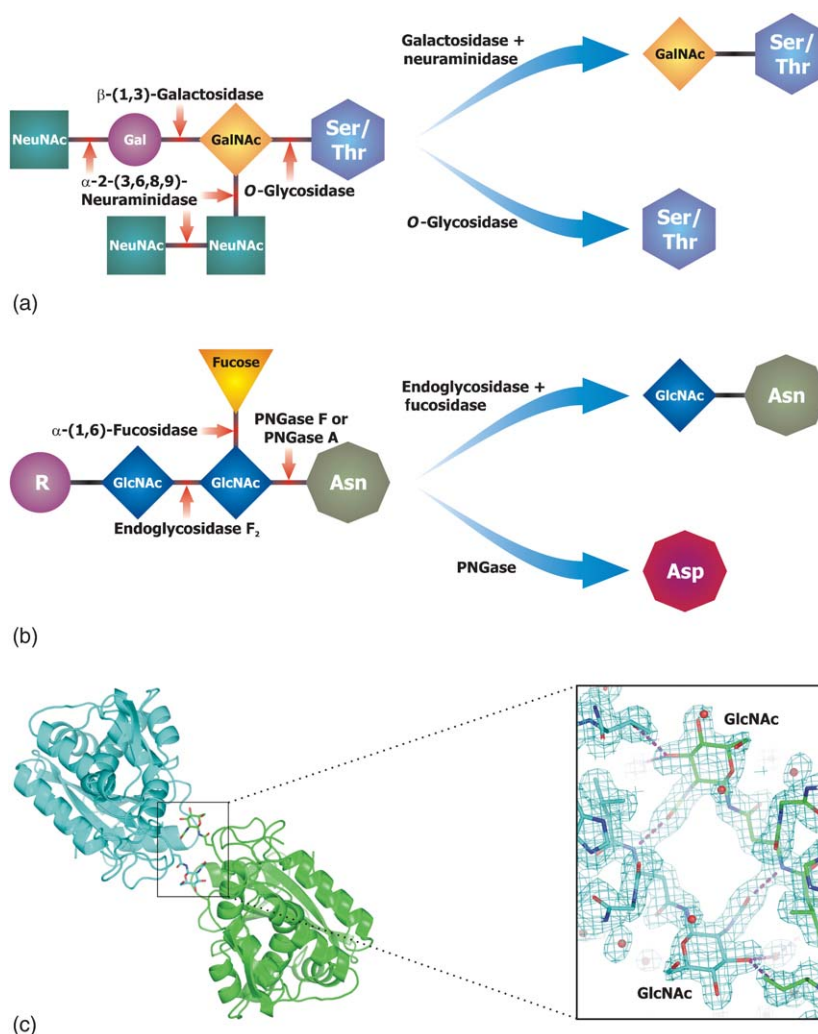 β-(1,3)-Galactosidase
NeuNAc
Gal
GalNAc
Ser/
Thr
α-2-(3,6,8,9)-
Neuraminidase
O-Glycosidase
NeuNAc
NeuNAc
Galactosidase +
neuraminidase
GalNAc
Ser/
Thr
O-Glycosidase
Ser/
Thr
(a)
Fucose
α-(1,6)-Fucosidase
PNGase F or
PNGase A
R
GlcNAc
GlcNAc
Asn
Endoglycosidase F₂
Endoglycosidase +
fucosidase
GlcNAc
Asn
PNGase
Asp
(b)
GlcNAc
GlcNAc
(c)